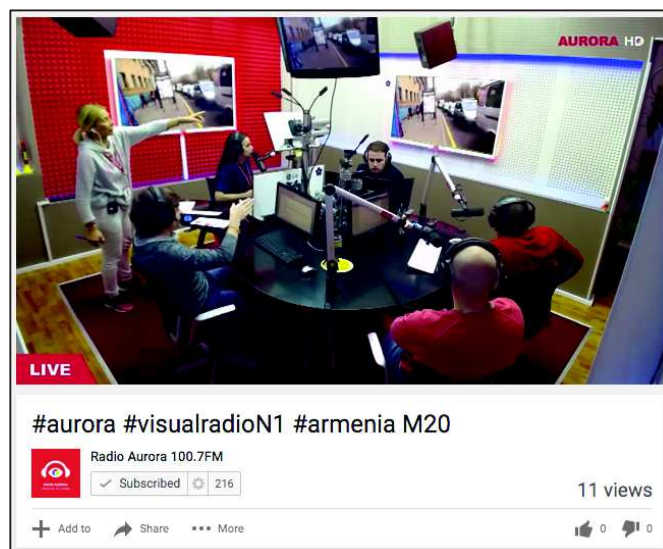 AURORA HD
LIVE
#aurora #visualradioN1 #armenia M20
Radio Aurora 100.7FM
Subscribed 216
11 views
Add to Share More 0 0